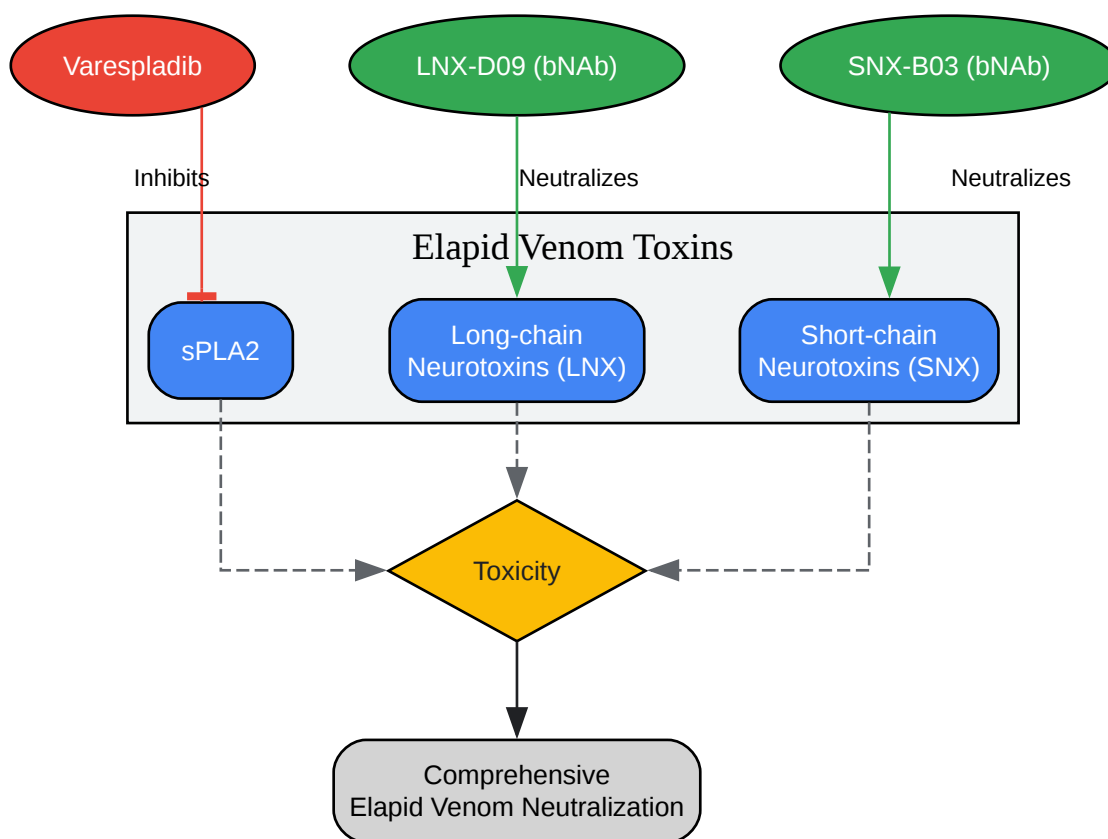 Varespladib
LNX-D09 (bNAb)
SNX-B03 (bNAb)
Inhibits
Neutralizes
Neutralizes
Elapid Venom Toxins
sPLA2
Long-chain
Neurotoxins (LNX)
Short-chain
Neurotoxins (SNX)
Toxicity
Comprehensive
Elapid Venom Neutralization